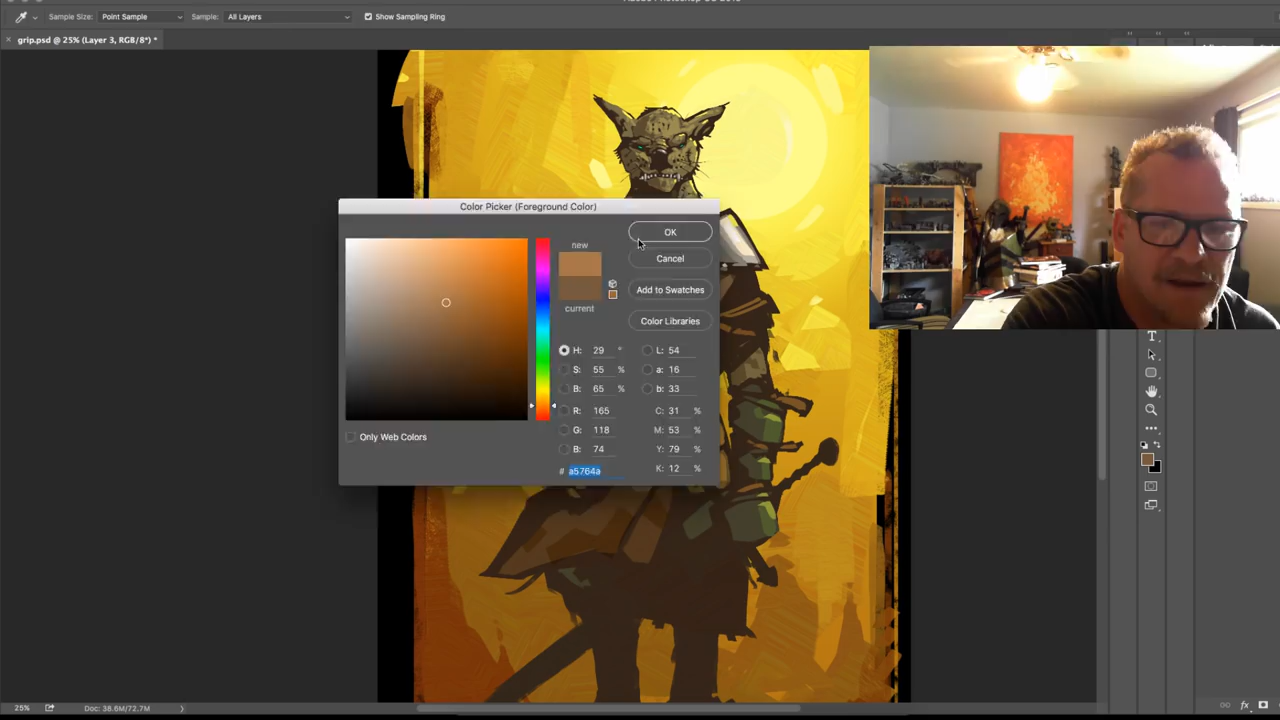 Sample Size: Point Sample Sample: All Layers Show Sampling Ring
× grip.psd @ 25% (Layer 3, RGB/8*) *
Color Picker (Foreground Color)
new
current
OK
Cancel
Add to Swatches
Color Libraries
H: 29 °
S: 55 %
B: 65 %
R: 165
G: 118
B: 74
# a5764a
L: 54
a: 16
b: 33
C: 31 %
M: 53 %
Y: 79 %
K: 12 %
Only Web Colors
T
25% Doc: 38.6M/72.7M
fx